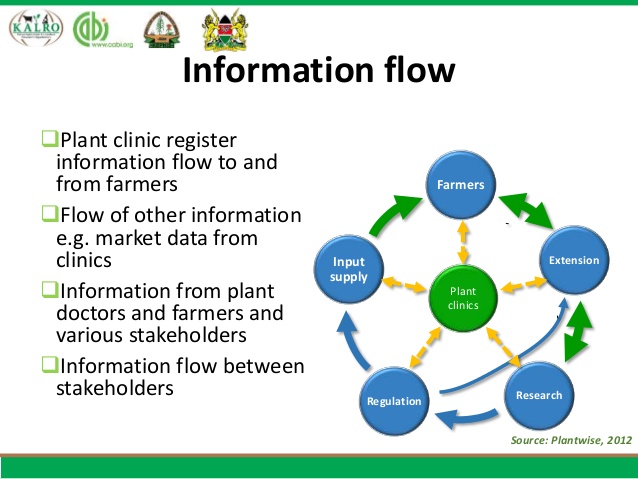 KALRO
cabi
www.cabi.org
Information flow
Plant clinic register
information flow to and
from farmers
Flow of other information
e.g. market data from
clinics
Information from plant
doctors and farmers and
various stakeholders
Information flow between
stakeholders
Farmers
Input
supply
Extension
Plant
clinics
Regulation
Research
Source: Plantwise, 2012